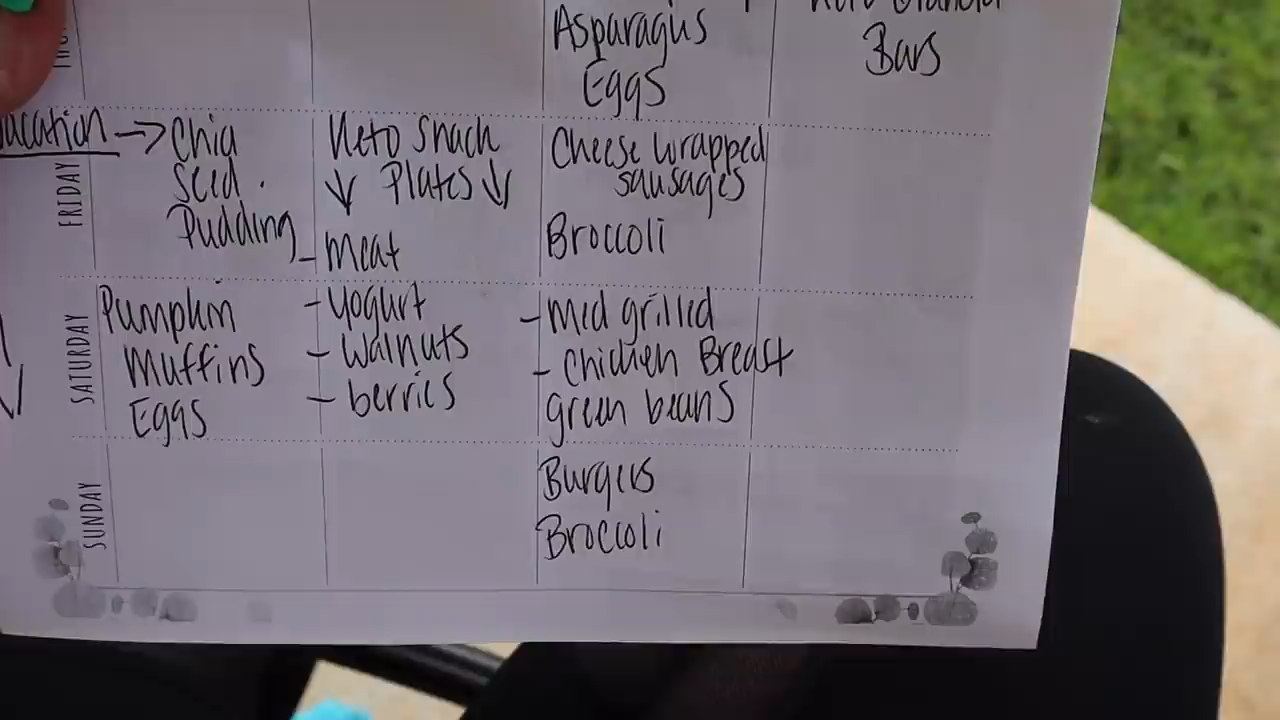 Asparagus
Eggs
Bars
FRIDAY
→ Chia
Seed
Pudding
Keto Snack
↓ Plates ↓
- Meat
Cheese wrapped
sausages
Broccoli
SATURDAY
Pumpkin
Muffins
Eggs
- Yogurt
- Walnuts
- berries
- Med grilled
- Chicken Breast
green beans
SUNDAY
Burgers
Broccoli